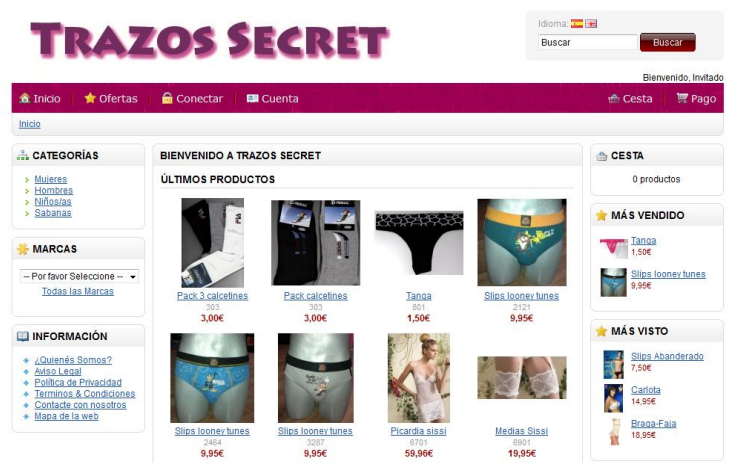 TRAZOS SECRET
Idioma:
Buscar
Buscar
Bienvenido, Invitado
Inicio
Ofertas
Conectar
Cuenta
Cesta
Pago
Inicio
CATEGORÍAS
Mujeres
Hombres
Niños/as
Sabanas
MARCAS
-- Por favor Seleccione --
Todas las Marcas
INFORMACIÓN
¿Quienés Somos?
Aviso Legal
Política de Privacidad
Terminos & Condiciones
Contacte con nosotros
Mapa de la web
BIENVENIDO A TRAZOS SECRET
ÚLTIMOS PRODUCTOS
Pack 3 calcetines
303
3,00€
Pack calcetines
303
3,00€
Tanga
801
1,50€
Slips looney tunes
2121
9,95€
Slips looney tunes
2464
9,95€
Slips looney tunes
3287
9,95€
Picardia sissi
6701
59,96€
Medias Sissi
6901
19,95€
CESTA
0 productos
MÁS VENDIDO
Tanga
1,50€
Slips looney tunes
9,95€
MÁS VISTO
Slips Abanderado
7,50€
Carlota
14,95€
Braga-Faja
18,95€